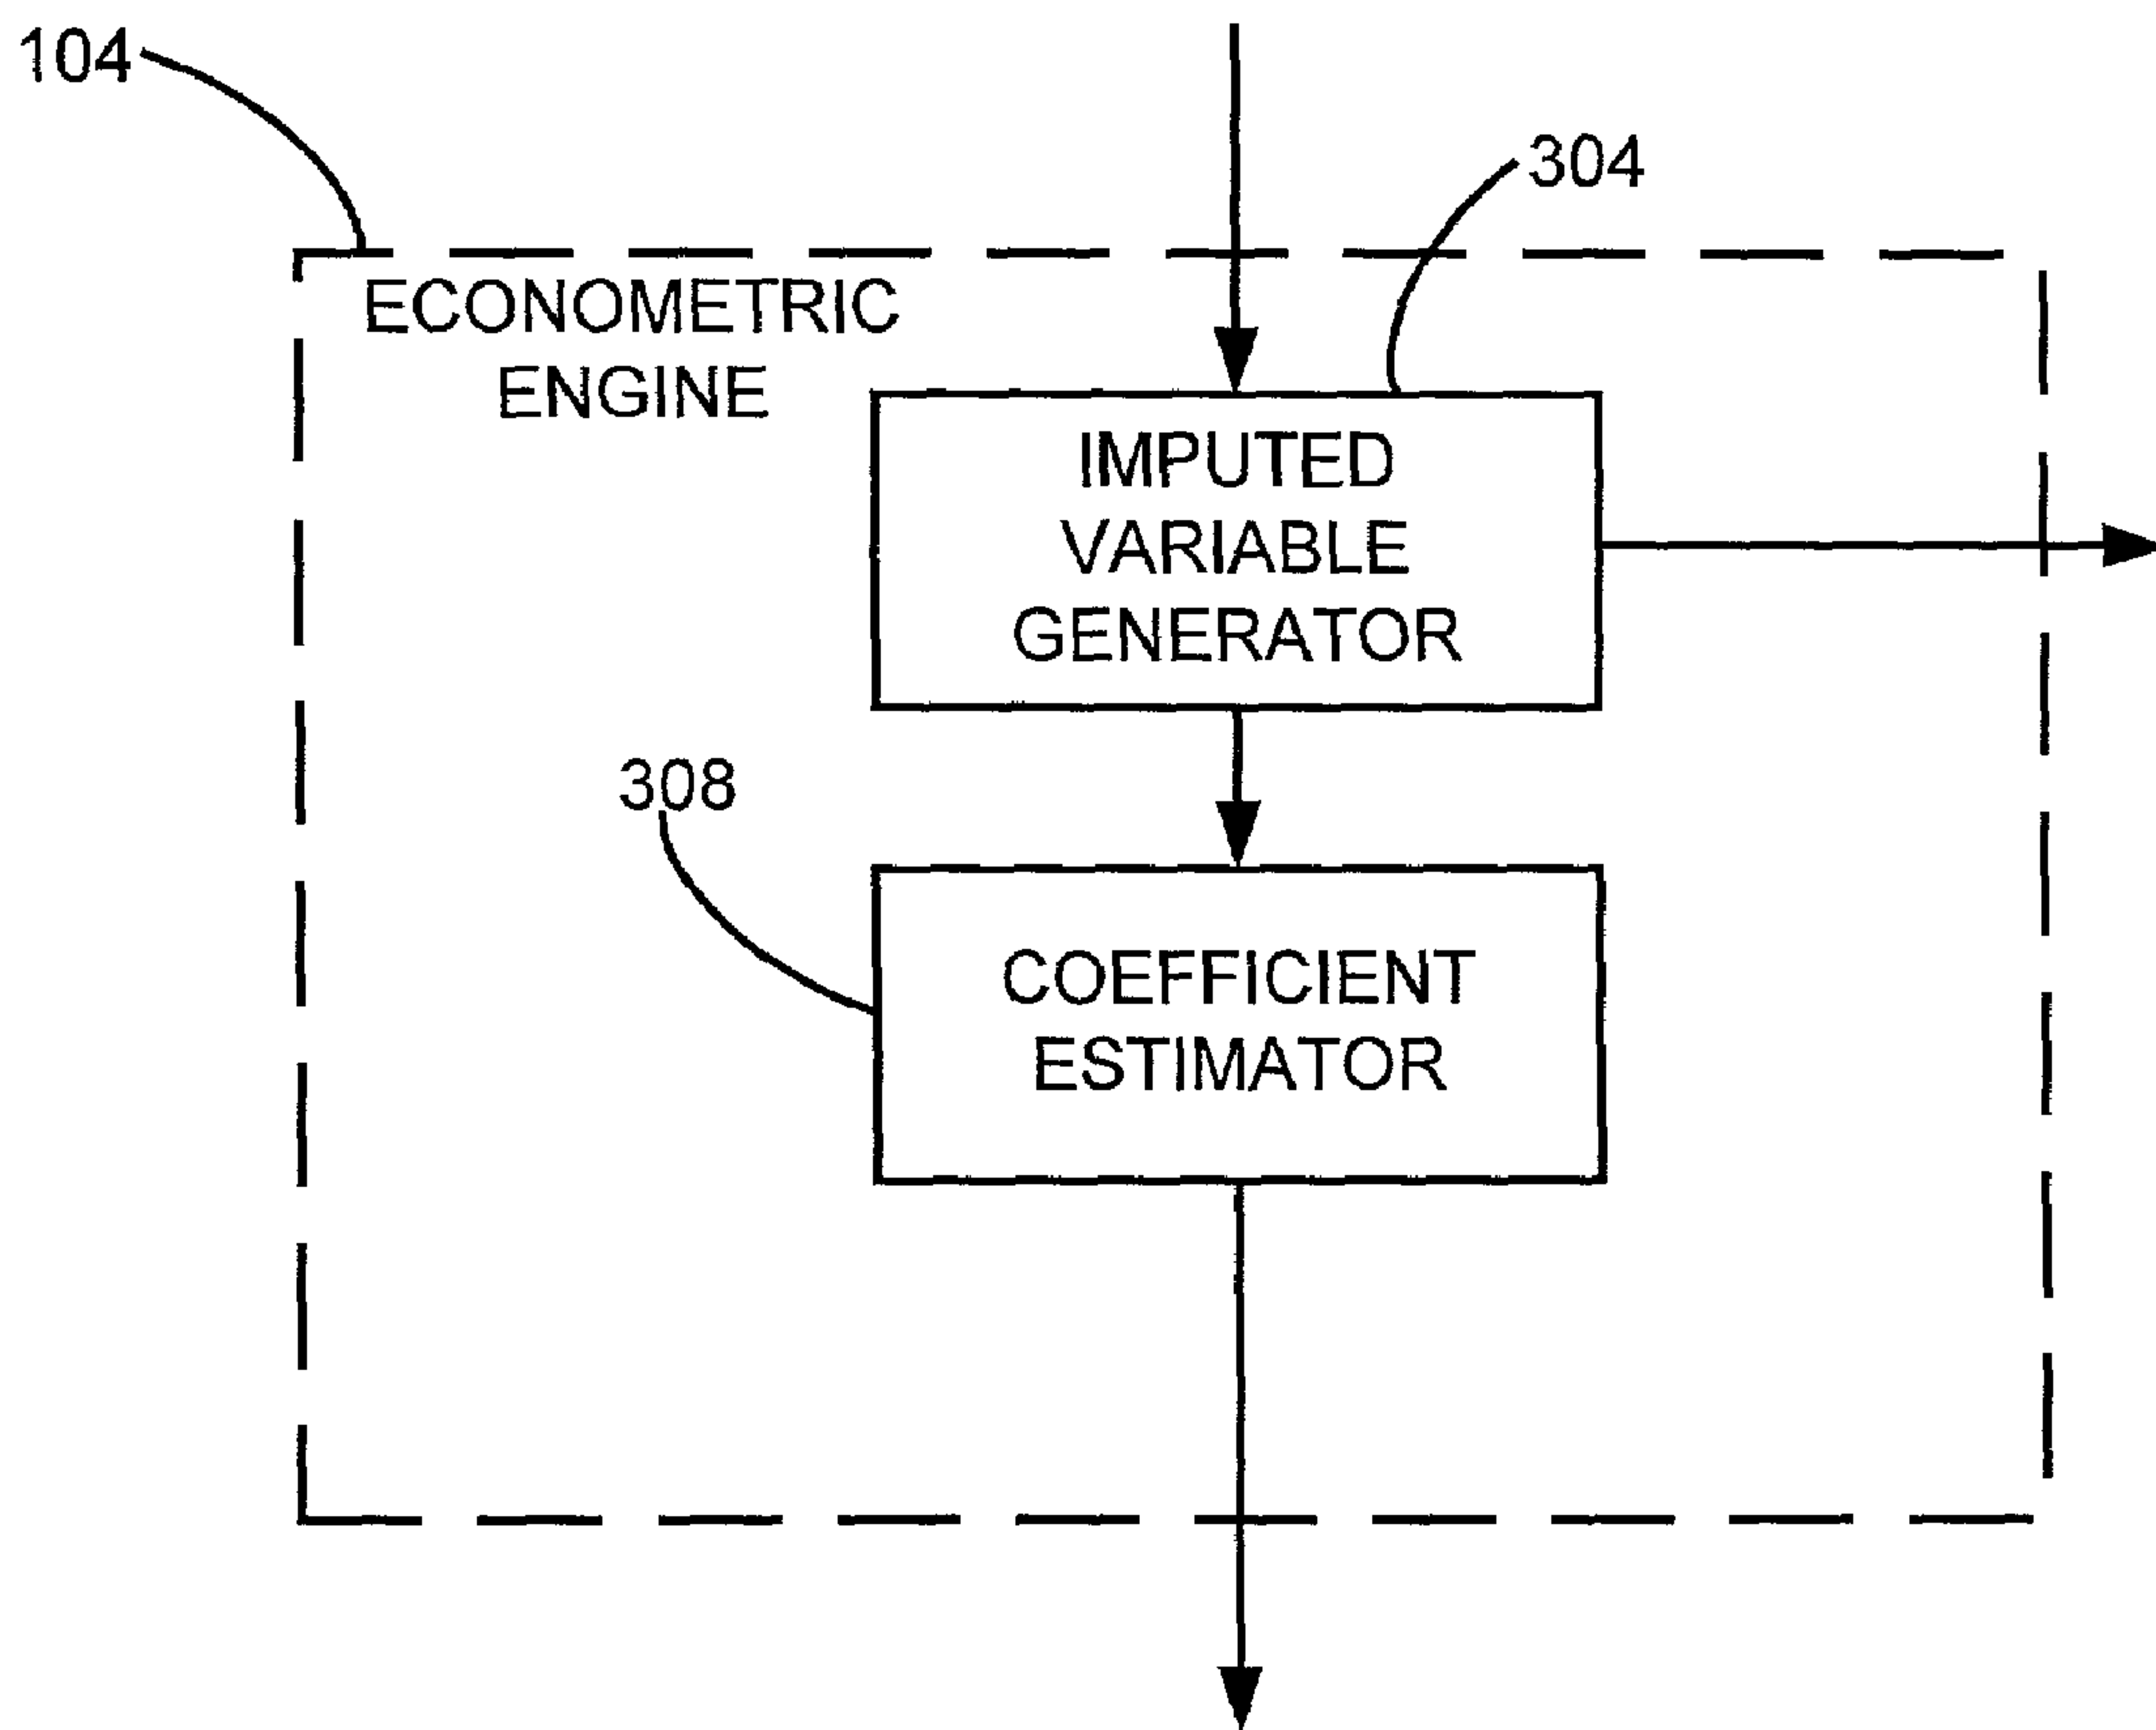 104
304
ECONOMETRIC
ENGINE
IMPUTED
VARIABLE
GENERATOR
308
COEFFICIENT
ESTIMATOR